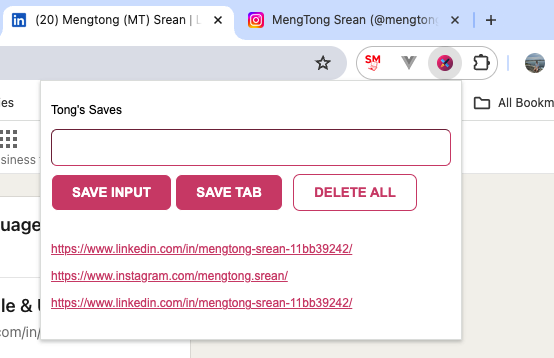 (20) Mengtong (MT) Srean | L
MengTong Srean (@mengtong
SM
es
All Bookm
Tong's Saves
siness
SAVE INPUT
SAVE TAB
DELETE ALL
uage
https://www.linkedin.com/in/mengtong-srean-11bb39242/
https://www.instagram.com/mengtong.srean/
le & U
https://www.linkedin.com/in/mengtong-srean-11bb39242/
com/in/